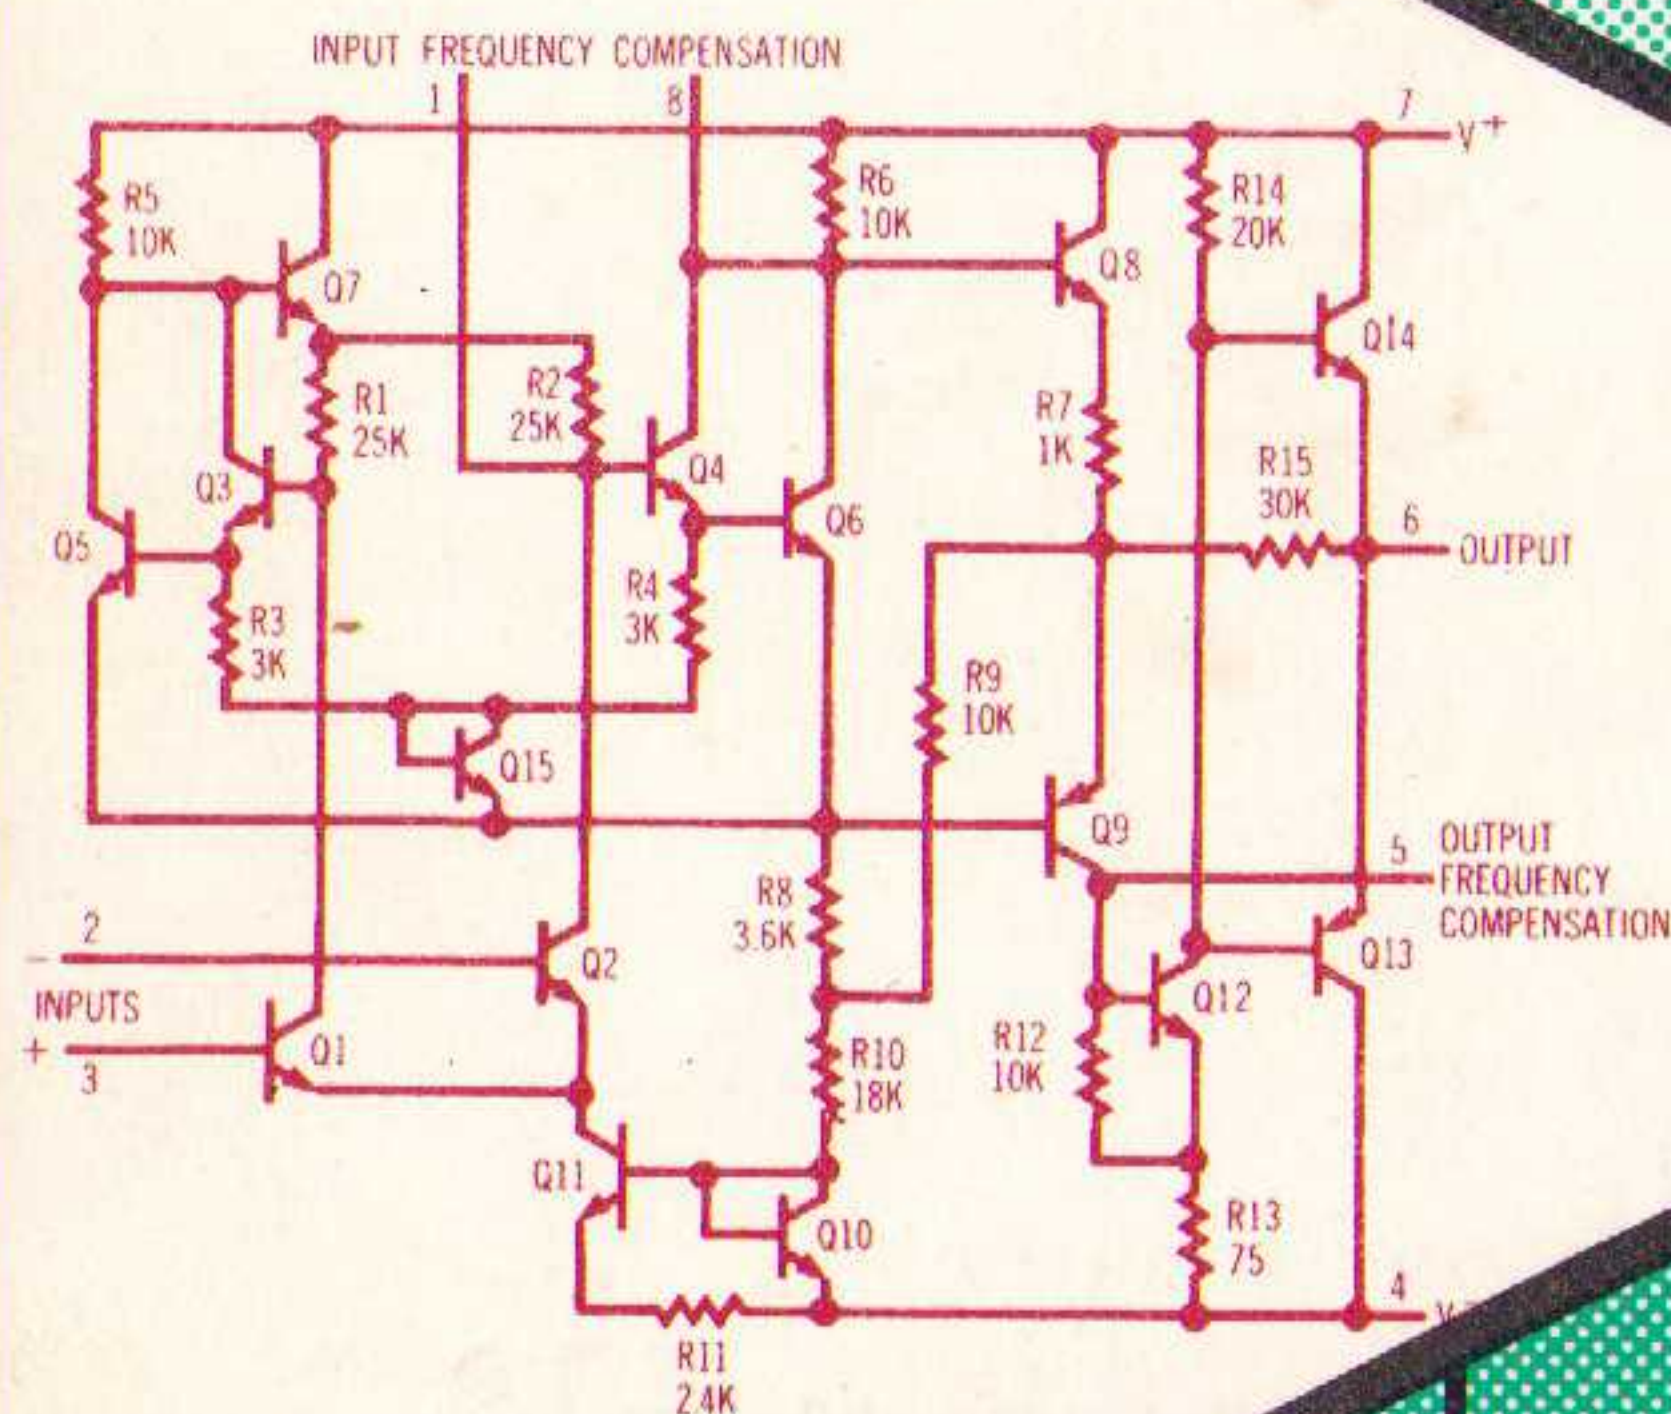 INPUT FREQUENCY COMPENSATION
1
8
7
V+
R5
10K
R6
10K
R14
20K
Q7
Q8
Q14
R1
25K
R2
25K
R7
1K
Q3
Q4
R15
30K
Q5
Q6
6
OUTPUT
R3
3K
R4
3K
R9
10K
Q15
Q9
5
OUTPUT
FREQUENCY
COMPENSATION
R8
3.6K
2
-
Q2
Q13
INPUTS
Q12
+
3
Q1
R12
10K
R10
18K
Q11
Q10
R13
75
4
R11
2.4K